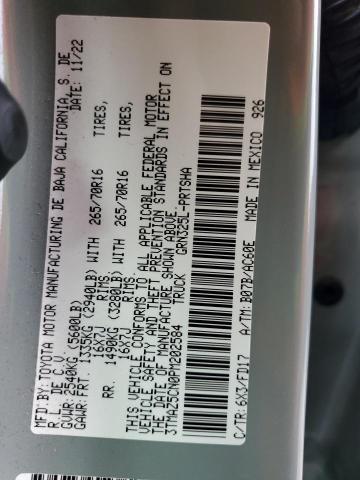 MFD.BY:TOYOTA MOTOR MANUFACTURING DE BAJA CALIFORNIA, S. DE
R.L. DE C.V. DATE: 11/22
GVWR: 2540KG (5600LB)
GAWR: FRT. 1335KG (2940LB) WITH 265/70R16 TIRES,
16X7J RIMS.
RR. 1490KG (3280LB) WITH 265/70R16 TIRES,
16X7J RIMS.
THIS VEHICLE CONFORMS TO ALL APPLICABLE FEDERAL MOTOR
VEHICLE SAFETY AND THEFT PREVENTION STANDARDS IN EFFECT ON
THE DATE OF MANUFACTURE SHOWN ABOVE.
3TMAZ5CN0PM202584 TRUCK GRN325L-PRTSHA
C/TR: 6X3/FD17 A/TM: B07B/AC60E MADE IN MEXICO 926